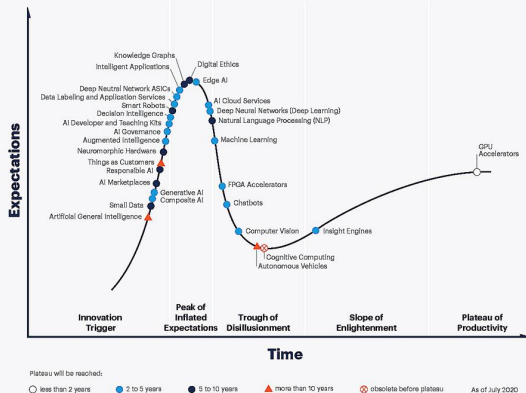 Expectations
Knowledge Graphs
Intelligent Applications
Digital Ethics
Edge AI
Deep Neutral Network ASICs
Data Labeling and Application Services
Smart Robots
Decision Intelligence
AI Developer and Teaching Kits
AI Governance
Augmented Intelligence
Neuromorphic Hardware
Things as Customers
Responsible AI
AI Marketplaces
Generative AI
Composite AI
Small Data
Artificial General Intelligence
AI Cloud Services
Deep Neural Networks (Deep Learning)
Natural Language Processing (NLP)
Machine Learning
FPGA Accelerators
Chatbots
Computer Vision
Cognitive Computing
Autonomous Vehicles
Insight Engines
GPU
Accelerators
Innovation
Trigger
Peak of
Inflated
Expectations
Trough of
Disillusionment
Slope of
Enlightenment
Plateau of
Productivity
Time
Plateau will be reached:
less than 2 years
2 to 5 years
5 to 10 years
more than 10 years
obsolete before plateau
As of July 2020